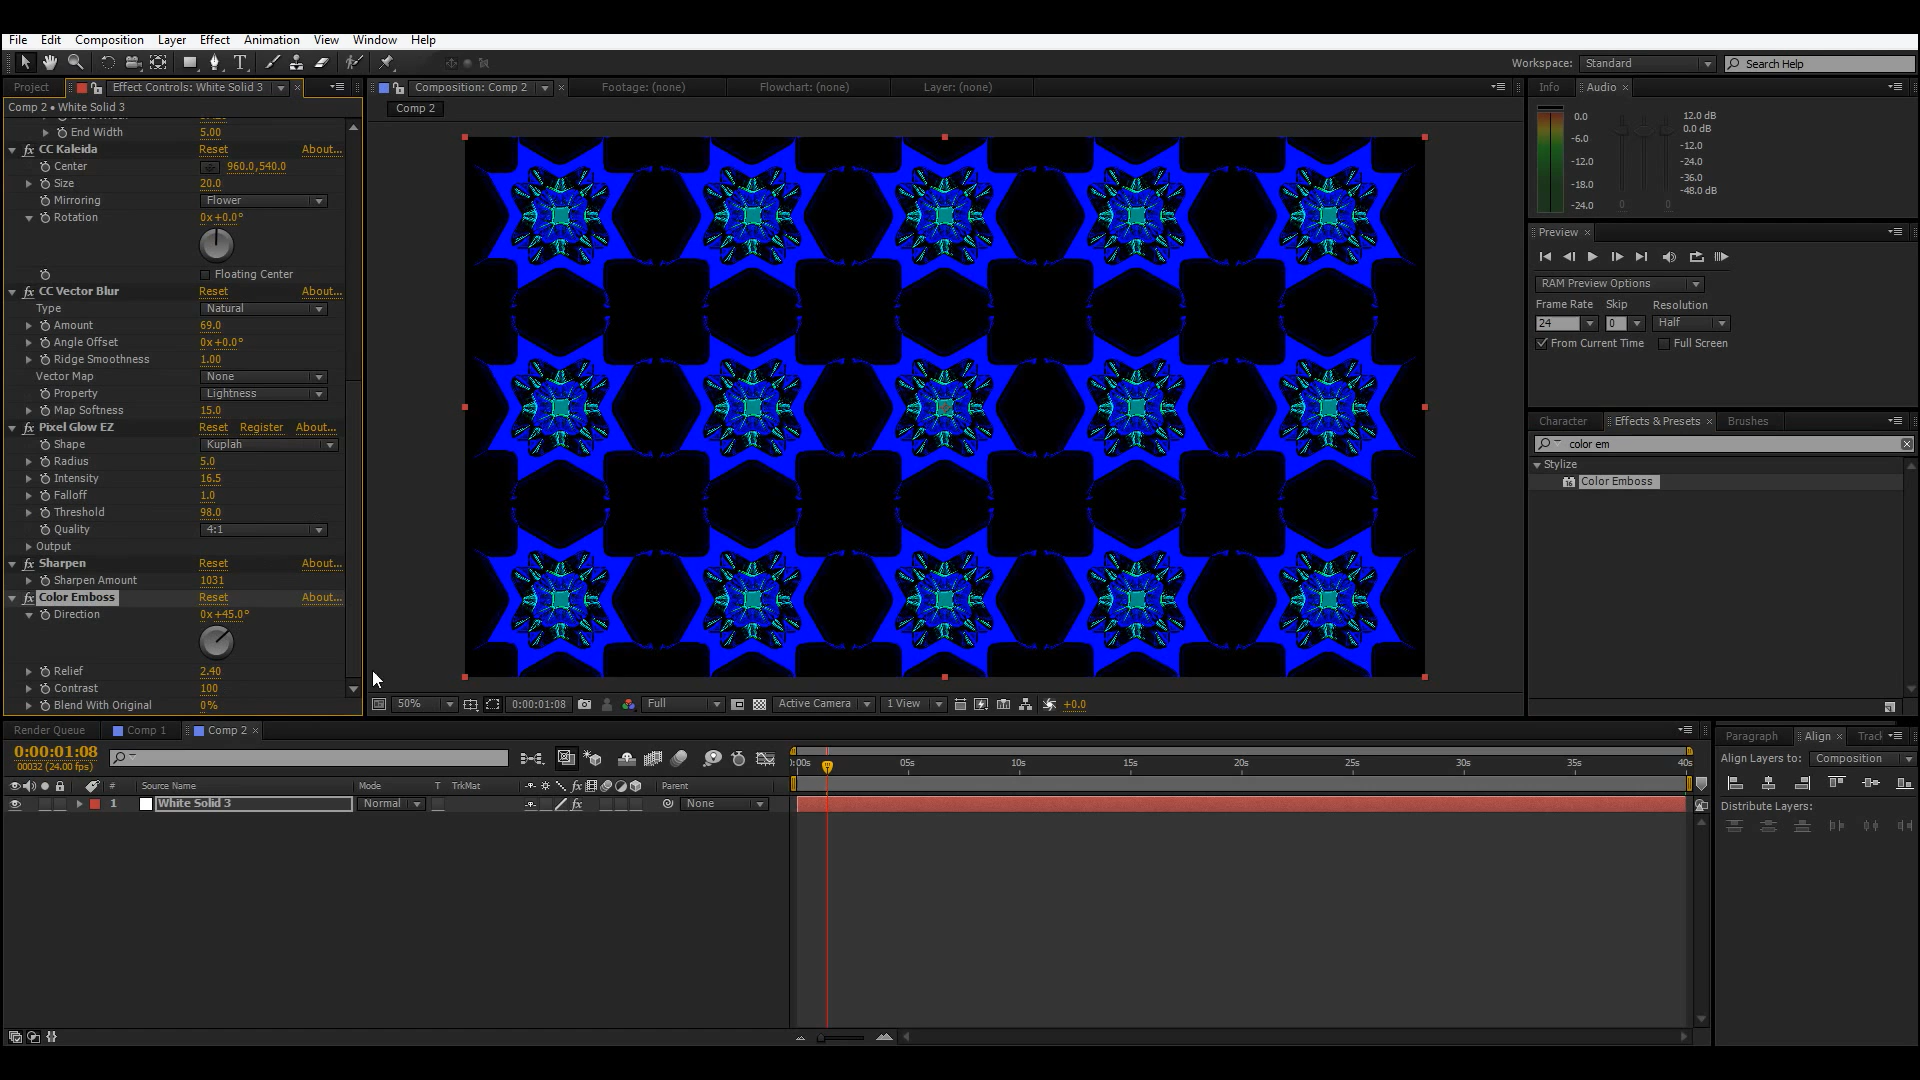 File Edit Composition Layer Effect Animation View Window Help
Workspace: Standard Search Help
Project Effect Controls: White Solid 3
Composition: Comp 2 Footage: (none) Flowchart: (none) Layer: (none)
Info Audio
Comp 2 • White Solid 3
Comp 2
End Width 5.00
CC Kaleida Reset About...
Center 960.0,540.0
Size 20.0
Mirroring Flower
Rotation 0x+0.0°
Floating Center
CC Vector Blur Reset About...
Type Natural
Amount 69.0
Angle Offset 0x+0.0°
Ridge Smoothness 1.00
Vector Map None
Property Lightness
Map Softness 15.0
Pixel Glow EZ Reset Register About...
Shape Kuplah
Radius 5.0
Intensity 16.5
Falloff 1.0
Threshold 98.0
Quality 4:1
Output
Sharpen Reset About...
Sharpen Amount 1031
Color Emboss Reset About...
Direction 0x+45.0°
Relief 2.40
Contrast 100
Blend With Original 0%
50% 0:00:01:08 Full Active Camera 1 View +0.0
0.0
-6.0
-12.0
-18.0
-24.0
12.0 dB
0.0 dB
-12.0
-24.0
-36.0
-48.0 dB
0 0
Preview
RAM Preview Options
Frame Rate Skip Resolution
24 0 Half
From Current Time Full Screen
Character Effects & Presets Brushes
color em
Stylize
Color Emboss
Render Queue Comp 1 Comp 2
0:00:01:08
00032 (24.00 fps)
# Source Name Mode T TrkMat Parent
1 White Solid 3 Normal None
0:00s 05s 10s 15s 20s 25s 30s 35s 40s
Paragraph Align Tracl
Align Layers to: Composition
Distribute Layers: